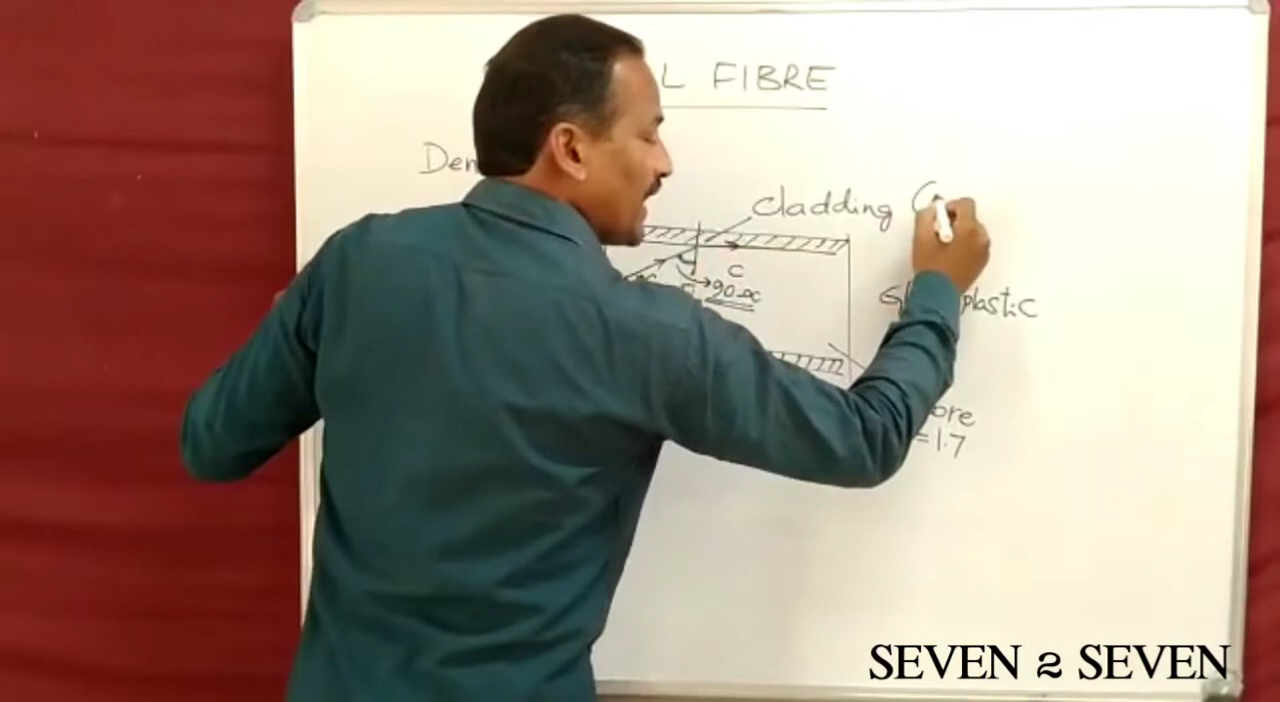 L FIBRE
Den
cladding (
C
90-x
plastic
ore
=1.7
SEVEN 2 SEVEN